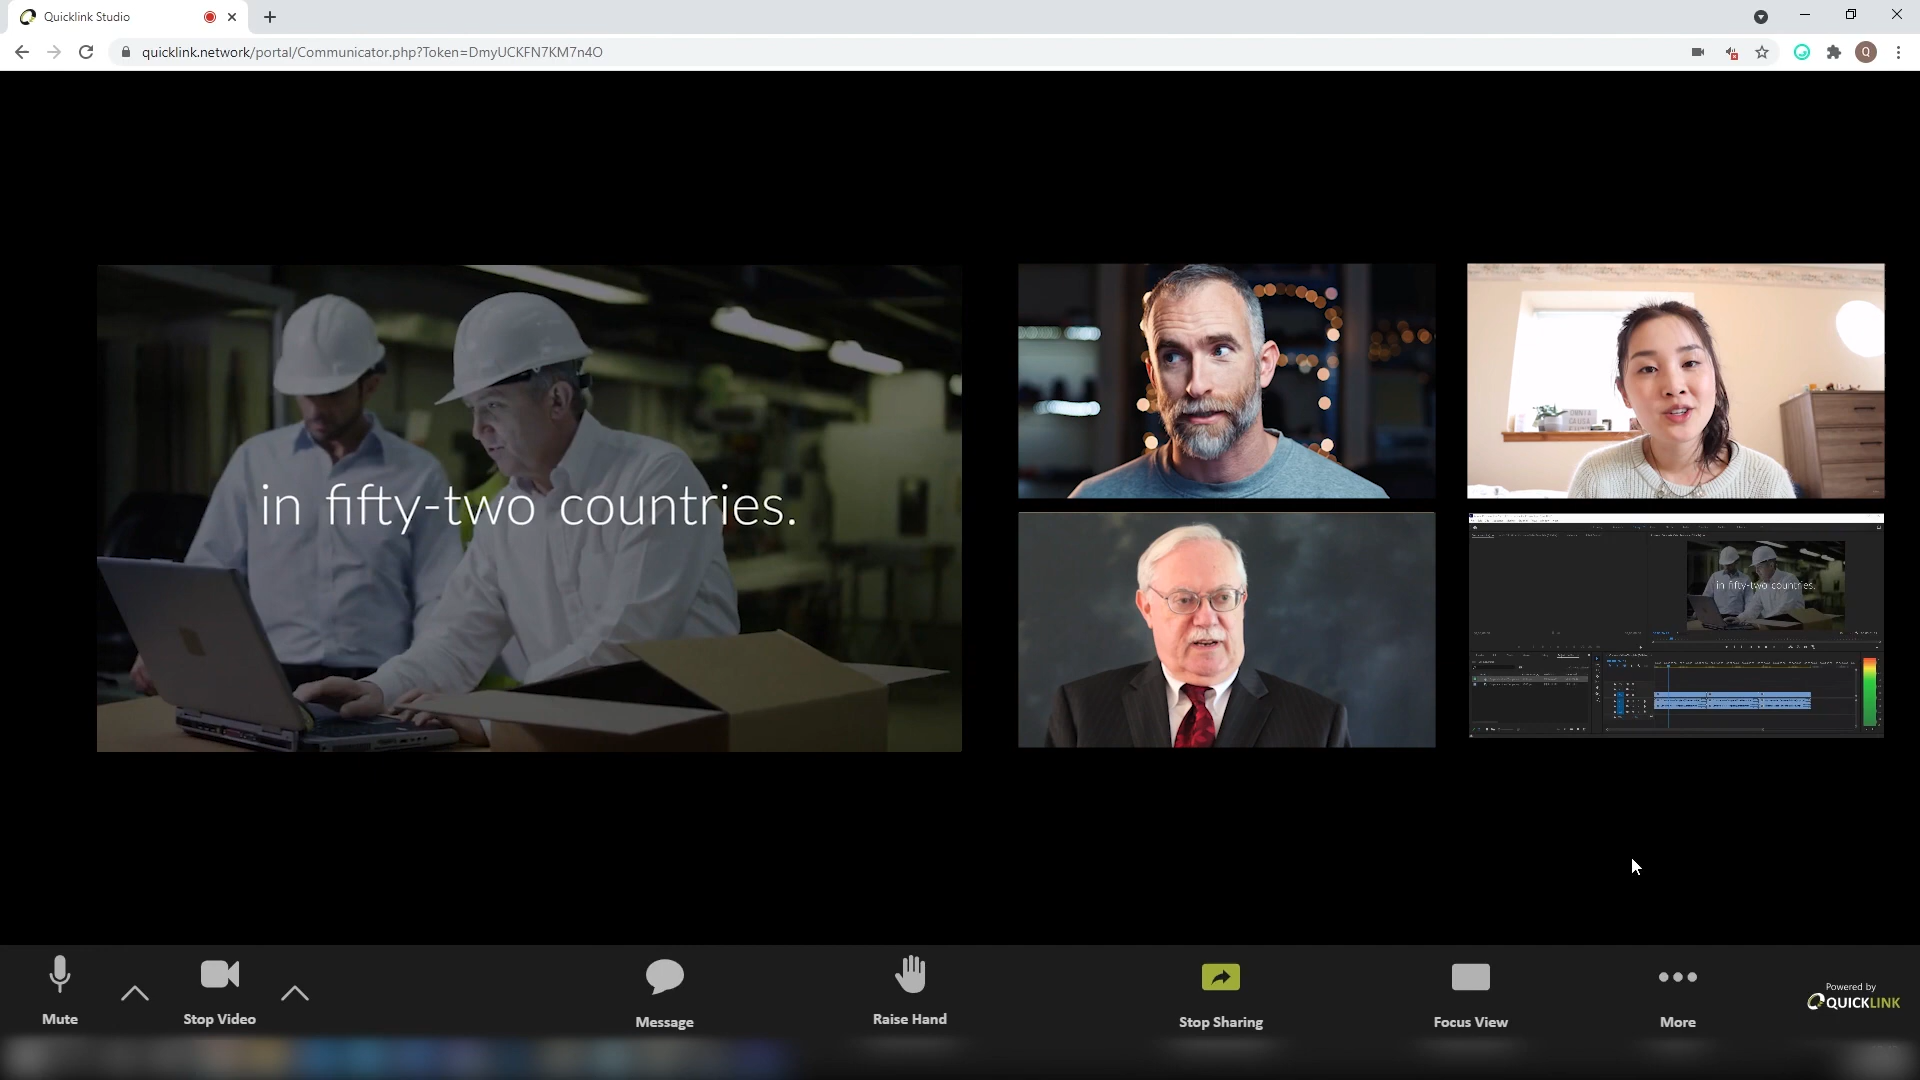 Quicklink Studio
quicklink.network/portal/Communicator.php?Token=DmyUCKFN7KM7n4O
Q
in fifty-two countries.
in fifty-two countries.
Mute
Stop Video
Message
Raise Hand
Stop Sharing
Focus View
More
Powered by
QUICKLINK